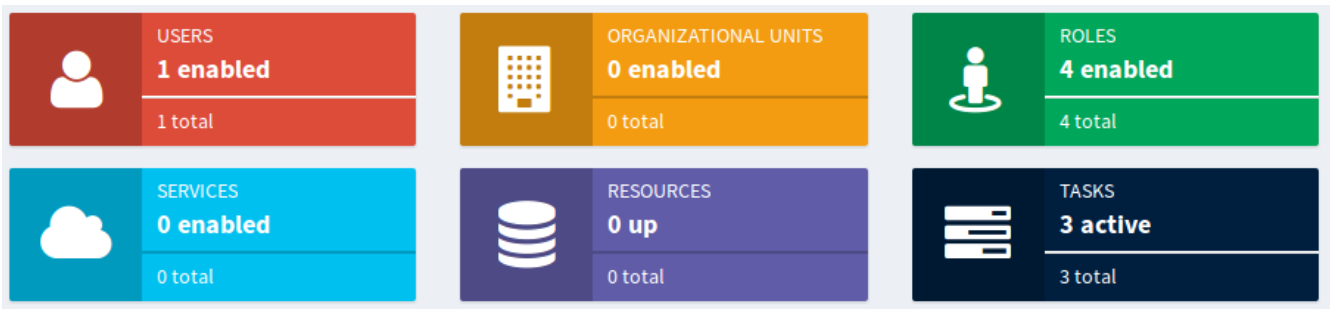 USERS
1 enabled
1 total
ORGANIZATIONAL UNITS
0 enabled
0 total
ROLES
4 enabled
4 total
SERVICES
0 enabled
0 total
RESOURCES
0 up
0 total
TASKS
3 active
3 total